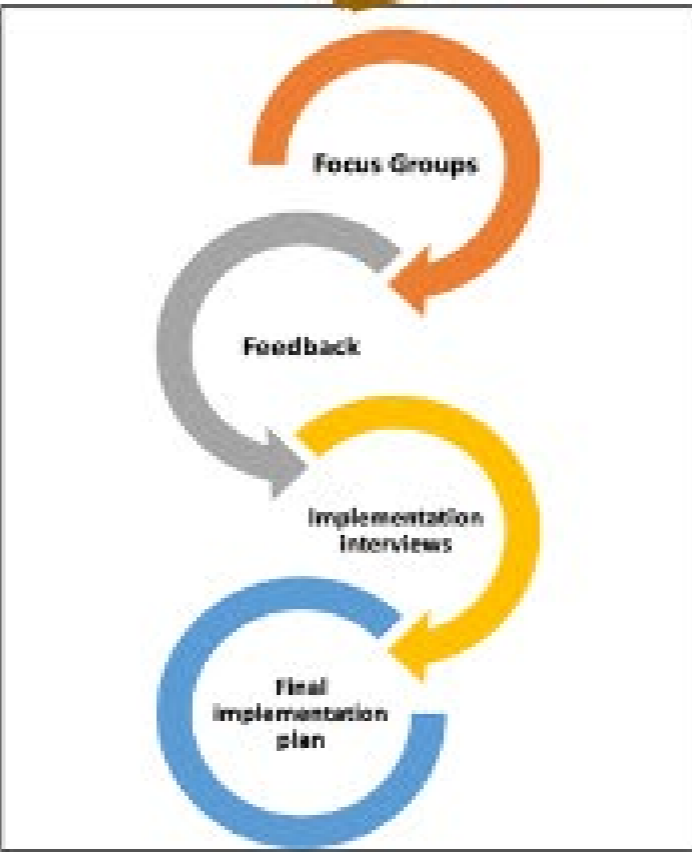 Focus Groups
Feedback
Implementation
interviews
Final
implementation
plan